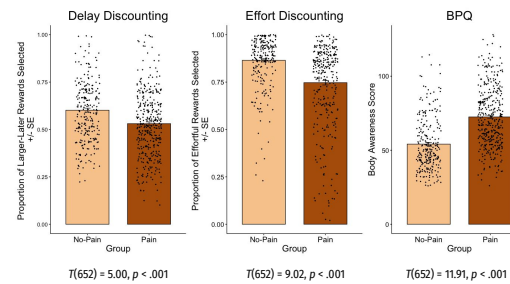 Delay Discounting
Proportion of Larger-Later Rewards Selected
+/- SE
1.00
0.75
0.50
0.25
0.00
No-Pain Pain
Group
T(652) = 5.00, p < .001
Effort Discounting
Proportion of Effortful Rewards Selected
+/- SE
1.00
0.75
0.50
0.25
0.00
No-Pain Pain
Group
T(652) = 9.02, p < .001
BPQ
Body Awareness Score
100
50
0
No-Pain Pain
Group
T(652) = 11.91, p < .001